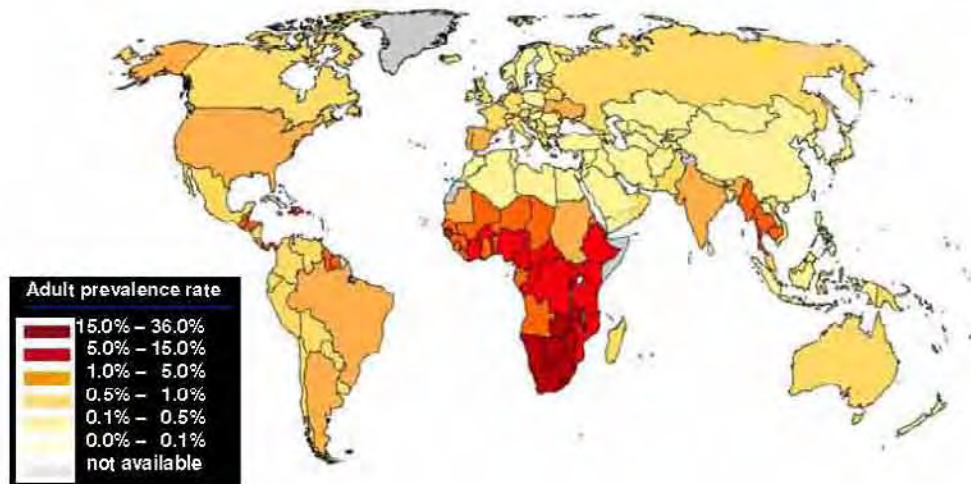 Adult prevalence rate
15.0% – 36.0%
5.0% – 15.0%
1.0% – 5.0%
0.5% – 1.0%
0.1% – 0.5%
0.0% – 0.1%
not available